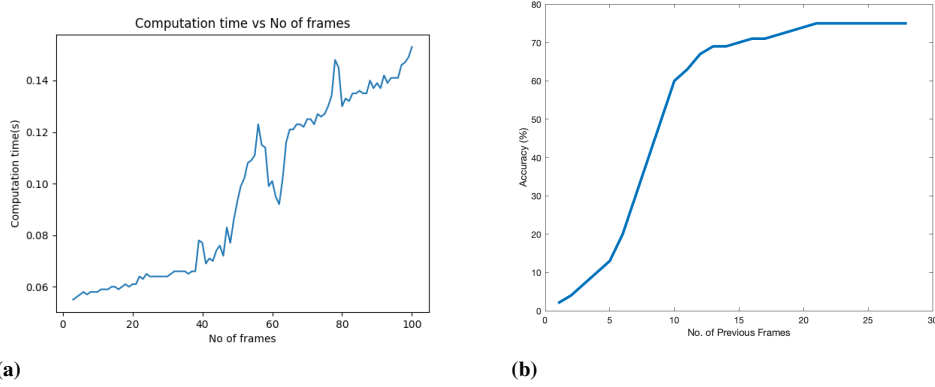 Computation time vs No of frames
Computation time(s)
0.14
0.12
0.10
0.08
0.06
0 20 40 60 80 100
No of frames
(a)
Accuracy (%)
80
70
60
50
40
30
20
10
0
0 5 10 15 20 25 30
No. of Previous Frames
(b)